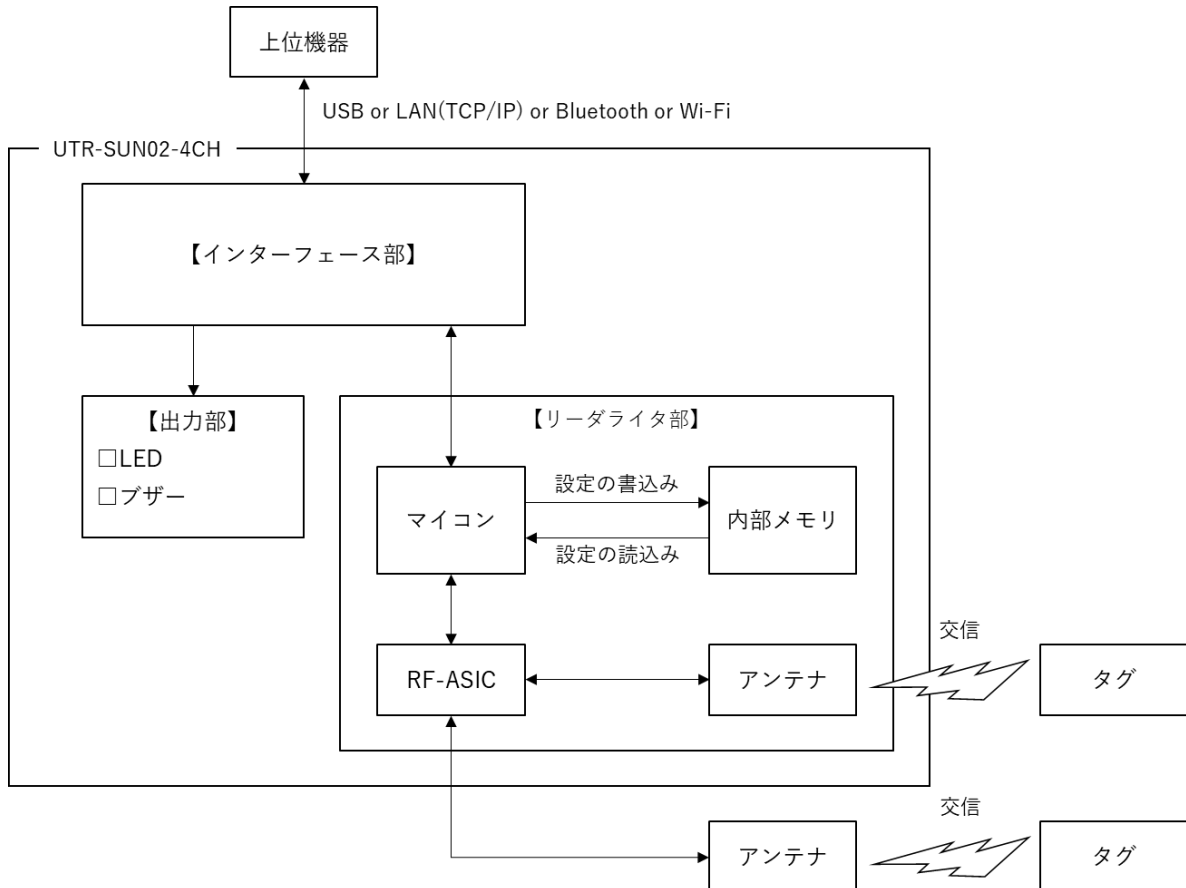 上位機器
USB or LAN(TCP/IP) or Bluetooth or Wi-Fi
UTR-SUN02-4CH
【インターフェース部】
【出力部】
□LED
□ブザー
【リーダライタ部】
マイコン
設定の書込み
設定の読込み
内部メモリ
RF-ASIC
アンテナ
交信
タグ
アンテナ
交信
タグ